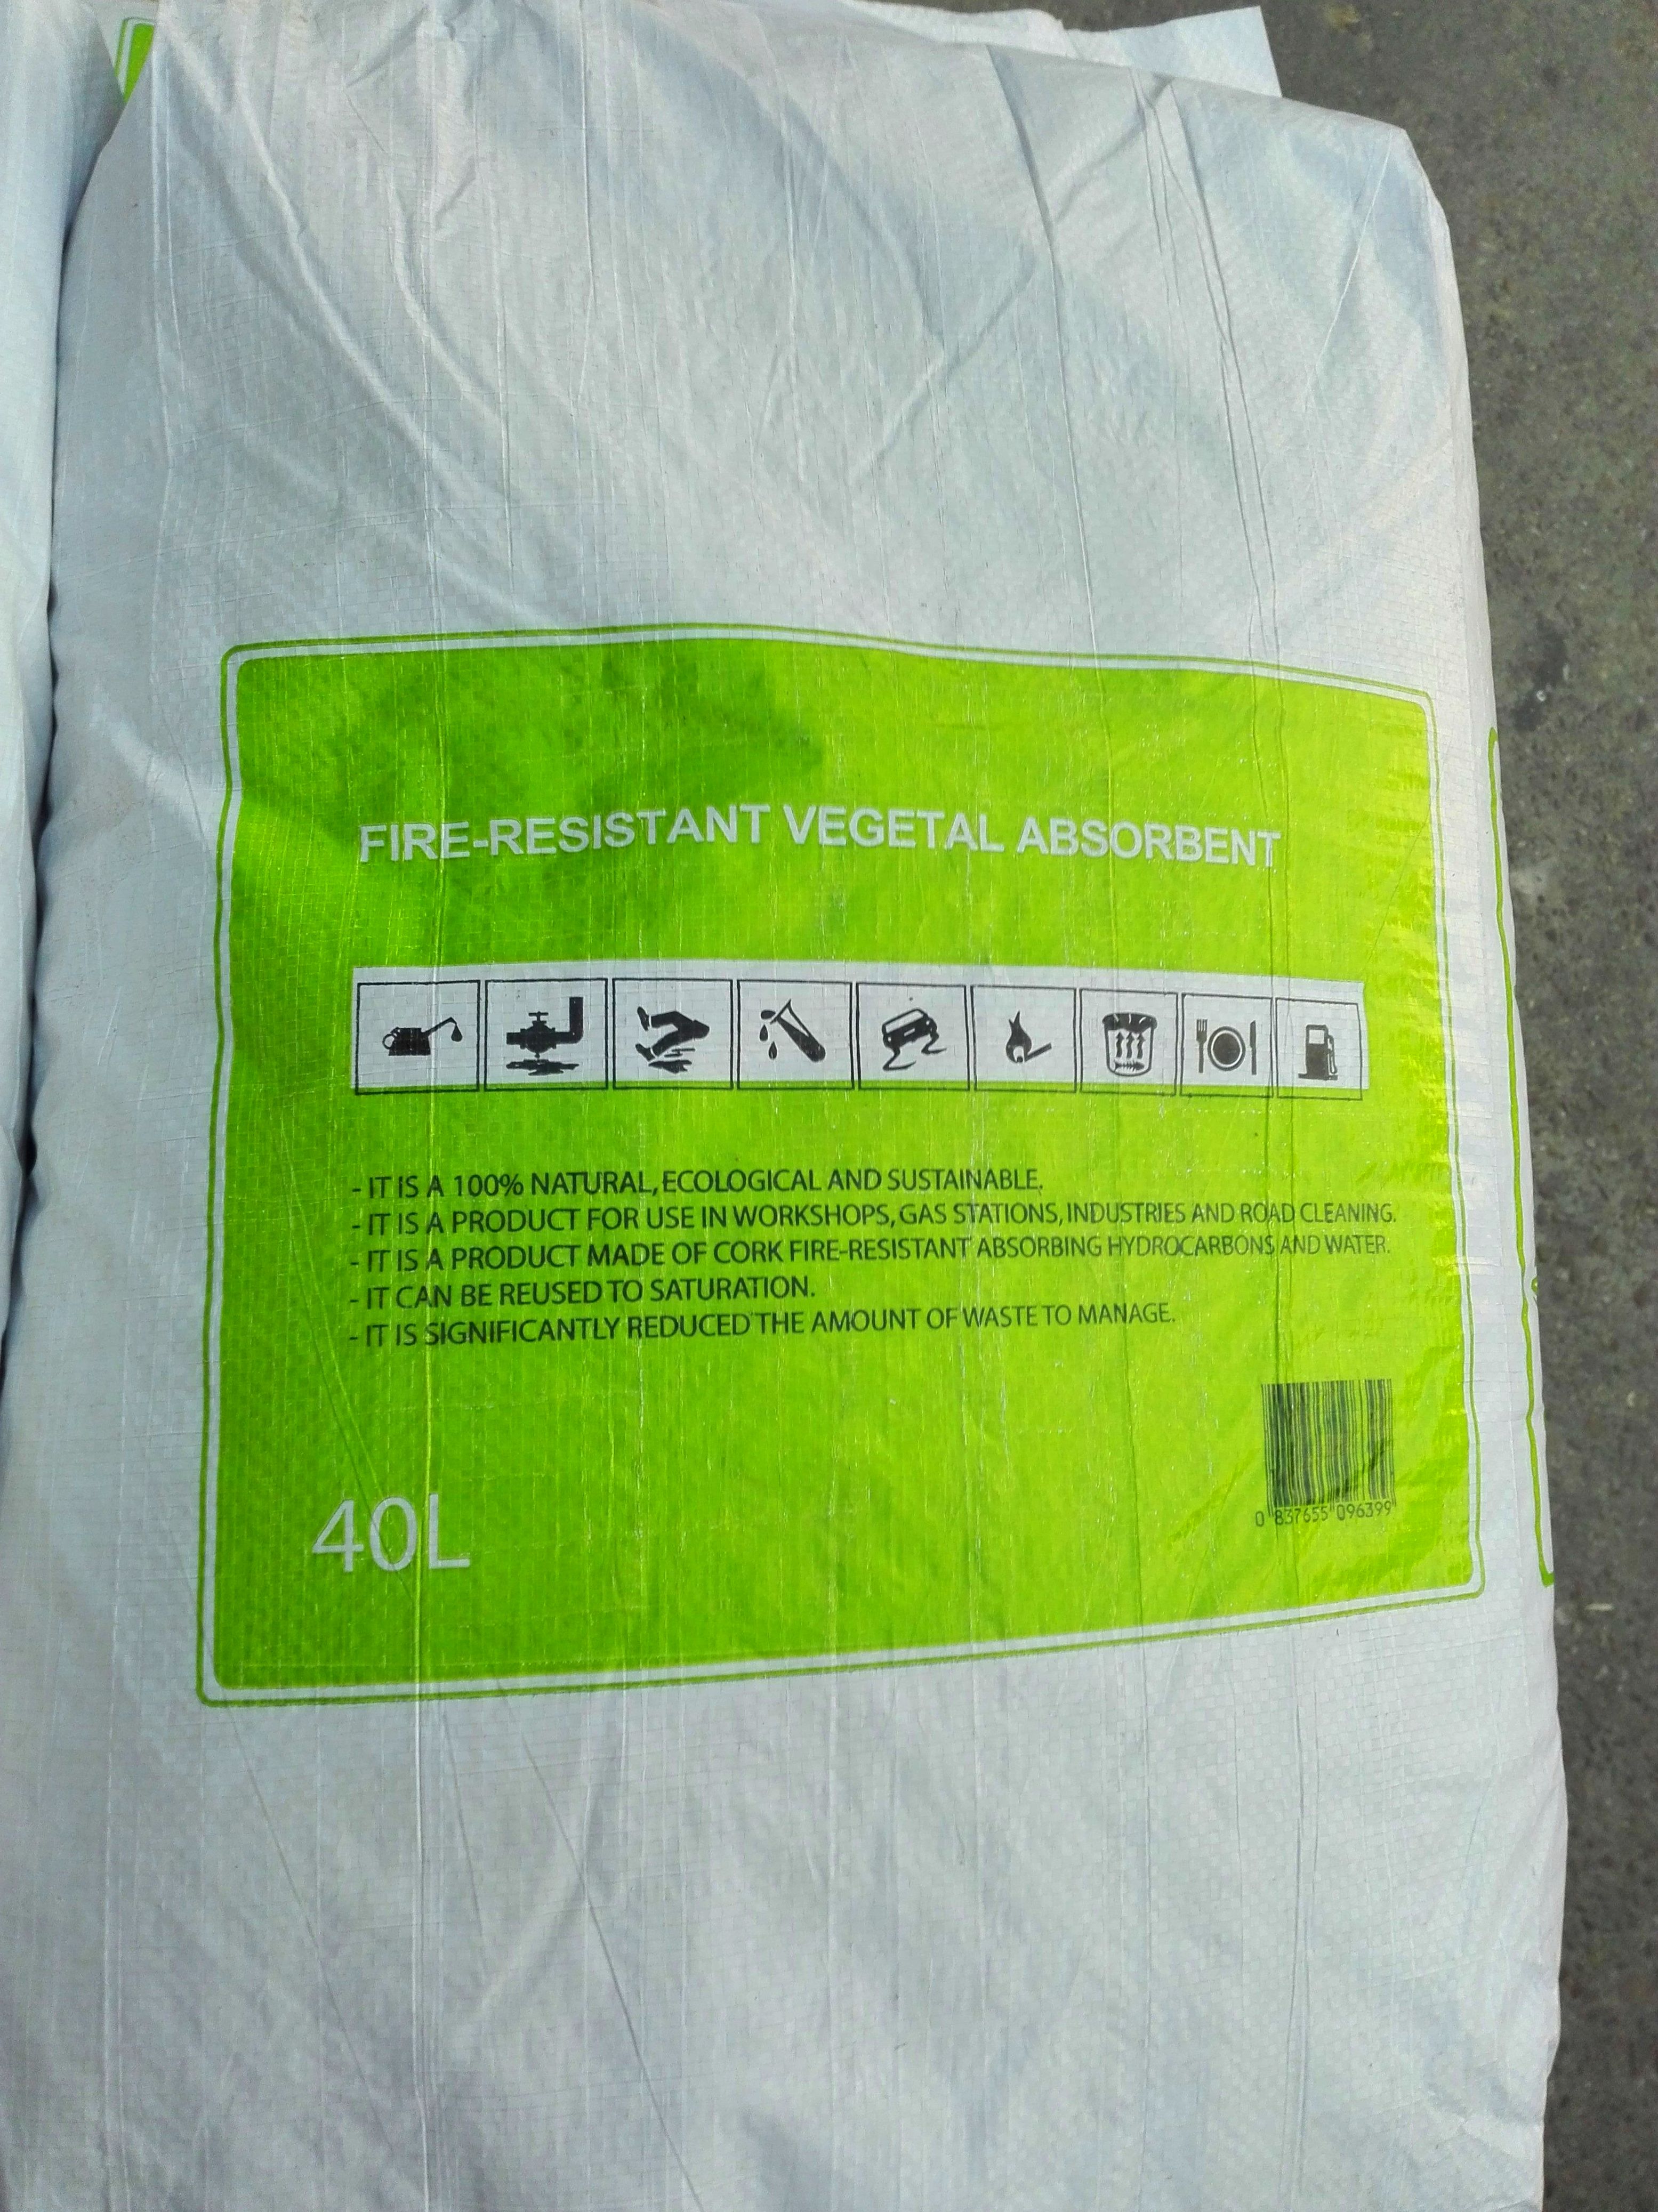 FIRE-RESISTANT VEGETAL ABSORBENT
- IT IS A 100% NATURAL, ECOLOGICAL AND SUSTAINABLE.
- IT IS A PRODUCT FOR USE IN WORKSHOPS, GAS STATIONS, INDUSTRIES AND ROAD CLEANING.
- IT IS A PRODUCT MADE OF CORK FIRE-RESISTANT ABSORBING HYDROCARBONS AND WATER.
- IT CAN BE REUSED TO SATURATION.
- IT IS SIGNIFICANTLY REDUCED THE AMOUNT OF WASTE TO MANAGE.
40L
0 837655 096399